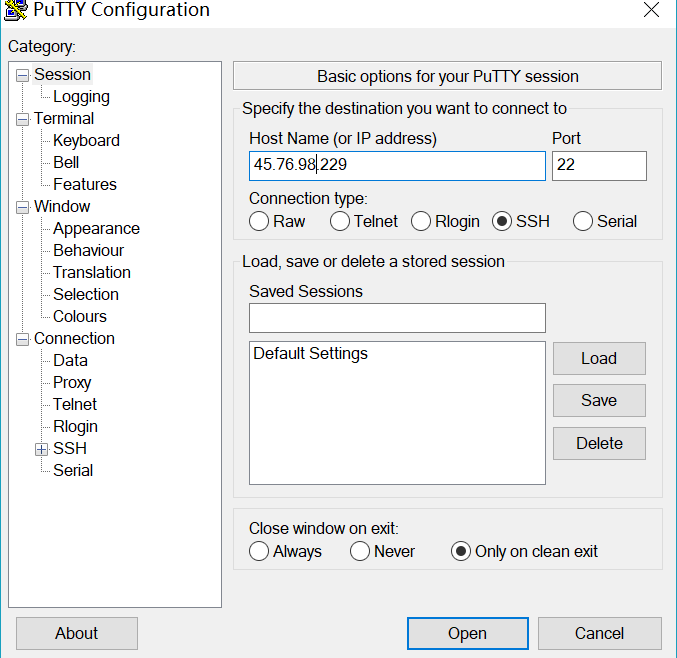 PuTTY Configuration
Category:
Session
Logging
Terminal
Keyboard
Bell
Features
Window
Appearance
Behaviour
Translation
Selection
Colours
Connection
Data
Proxy
Telnet
Rlogin
SSH
Serial
Basic options for your PuTTY session
Specify the destination you want to connect to
Host Name (or IP address) Port
45.76.98.229 22
Connection type:
Raw Telnet Rlogin SSH Serial
Load, save or delete a stored session
Saved Sessions
Default Settings
Load
Save
Delete
Close window on exit:
Always Never Only on clean exit
About Open Cancel